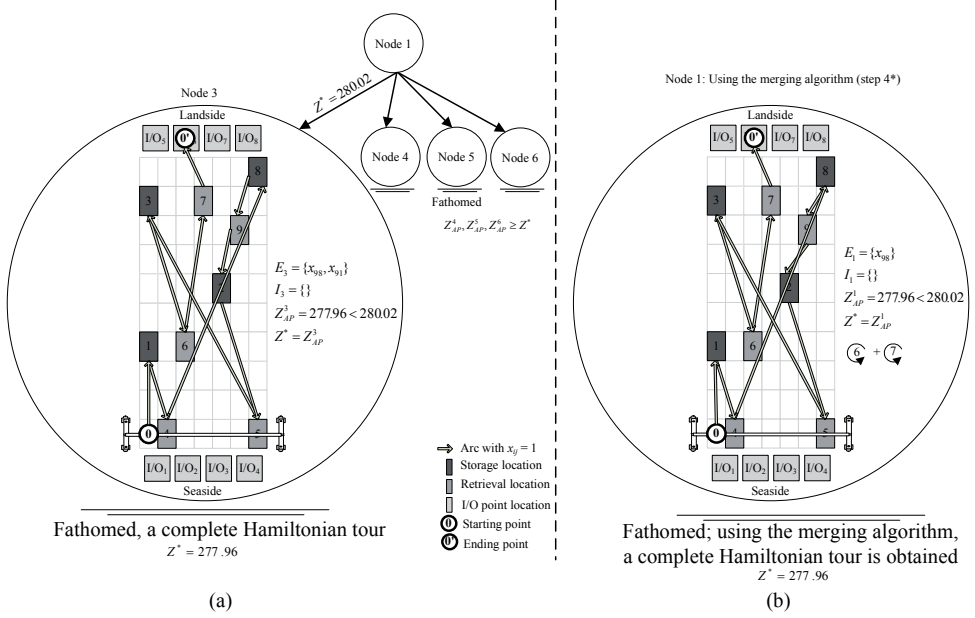 Node 1
Z* = 280.02
Node 4
Node 5
Node 6
Fathomed
Z⁴_AP, Z⁵_AP, Z⁶_AP ≥ Z*
Node 3
Landside
I/O₅
0'
I/O₇
I/O₈
8
3
7
9
E₃ = {x₉₈, x₉₁}
I₃ = {}
Z³_AP = 277.96 < 280.02
Z* = Z³_AP
1
6
0
5
I/O₁
I/O₂
I/O₃
I/O₄
Seaside
Fathomed, a complete Hamiltonian tour
Z* = 277.96
(a)
Arc with xᵢⱼ = 1
Storage location
Retrieval location
I/O point location
0 Starting point
0' Ending point
Node 1: Using the merging algorithm (step 4*)
Landside
I/O₅
0'
I/O₇
I/O₈
8
3
7
E₁ = {x₉₈}
I₁ = {}
Z¹_AP = 277.96 < 280.02
Z* = Z¹_AP
6 + 7
1
6
0
4
5
I/O₁
I/O₂
I/O₃
I/O₄
Seaside
Fathomed; using the merging algorithm,
a complete Hamiltonian tour is obtained
Z* = 277.96
(b)